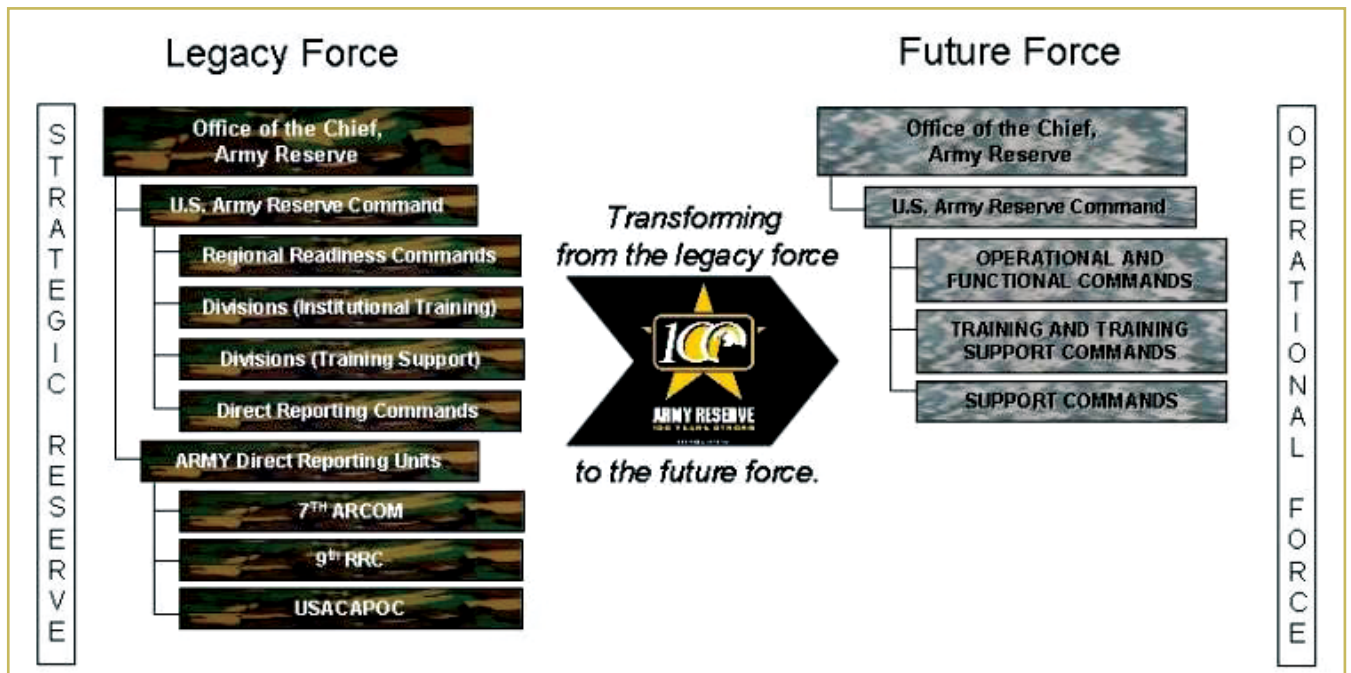 Legacy Force
Future Force
STRATEGIC RESERVE
Office of the Chief,
Army Reserve
U.S. Army Reserve Command
Regional Readiness Commands
Divisions (Institutional Training)
Divisions (Training Support)
Direct Reporting Commands
ARMY Direct Reporting Units
7TH ARCOM
9th RRC
USACAPOC
Transforming
from the legacy force
100
ARMY RESERVE
100 YEARS STRONG
to the future force.
Office of the Chief,
Army Reserve
U.S. Army Reserve Command
OPERATIONAL AND
FUNCTIONAL COMMANDS
TRAINING AND TRAINING
SUPPORT COMMANDS
SUPPORT COMMANDS
OPERATIONAL FORCE